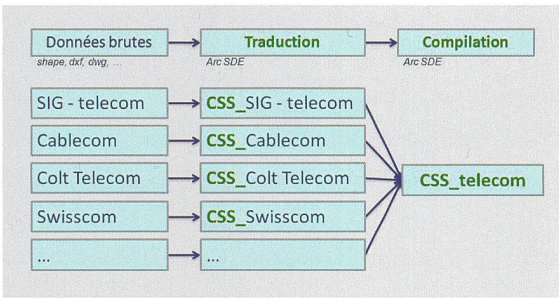 Données brutes
Traduction
Compilation
shape, dxf, dwg, ...
Arc SDE
Arc SDE
SIG - telecom
CSS_SIG - telecom
Cablecom
CSS_Cablecom
Colt Telecom
CSS_Colt Telecom
CSS_telecom
Swisscom
CSS_Swisscom
...
...